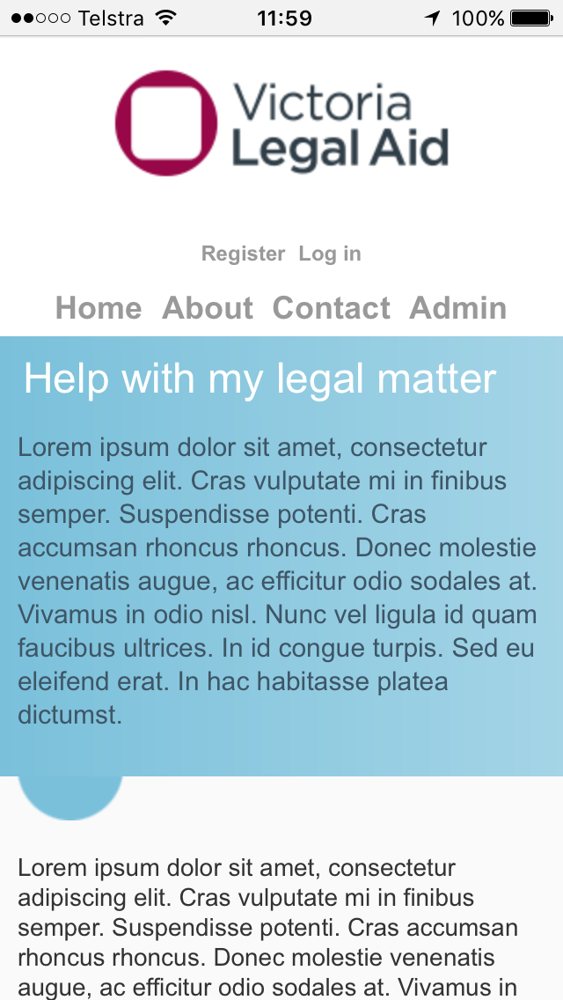 Telstra 11:59 100%
Victoria
Legal Aid
Register Log in
Home About Contact Admin
Help with my legal matter
Lorem ipsum dolor sit amet, consectetur
adipiscing elit. Cras vulputate mi in finibus
semper. Suspendisse potenti. Cras
accumsan rhoncus rhoncus. Donec molestie
venenatis augue, ac efficitur odio sodales at.
Vivamus in odio nisl. Nunc vel ligula id quam
faucibus ultrices. In id congue turpis. Sed eu
eleifend erat. In hac habitasse platea
dictumst.
Lorem ipsum dolor sit amet, consectetur
adipiscing elit. Cras vulputate mi in finibus
semper. Suspendisse potenti. Cras accumsan
rhoncus rhoncus. Donec molestie venenatis
augue, ac efficitur odio sodales at. Vivamus in